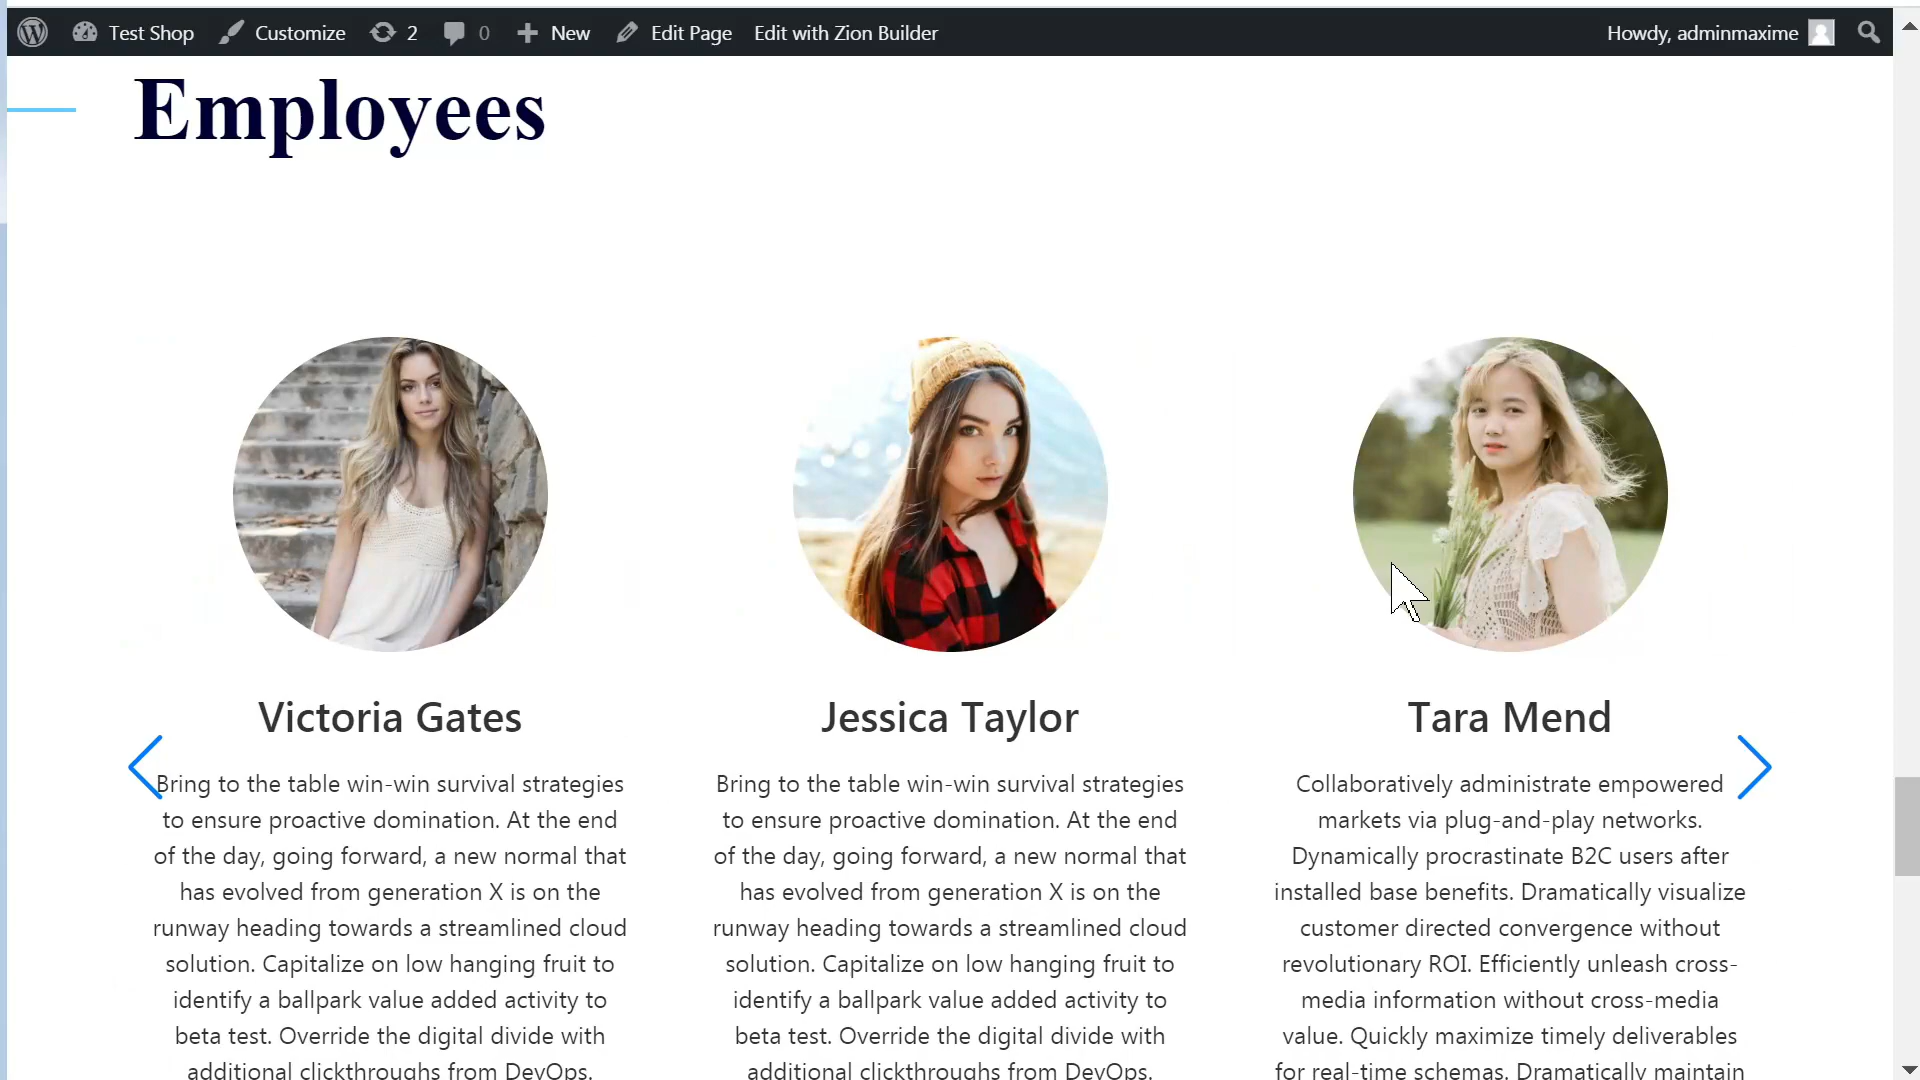 Test Shop Customize 2 0 New Edit Page Edit with Zion Builder Howdy, adminmaxime
Employees
Victoria Gates
Bring to the table win-win survival strategies
to ensure proactive domination. At the end
of the day, going forward, a new normal that
has evolved from generation X is on the
runway heading towards a streamlined cloud
solution. Capitalize on low hanging fruit to
identify a ballpark value added activity to
beta test. Override the digital divide with
additional clickthroughs from DevOps.
Jessica Taylor
Bring to the table win-win survival strategies
to ensure proactive domination. At the end
of the day, going forward, a new normal that
has evolved from generation X is on the
runway heading towards a streamlined cloud
solution. Capitalize on low hanging fruit to
identify a ballpark value added activity to
beta test. Override the digital divide with
additional clickthroughs from DevOps.
Tara Mend
Collaboratively administrate empowered
markets via plug-and-play networks.
Dynamically procrastinate B2C users after
installed base benefits. Dramatically visualize
customer directed convergence without
revolutionary ROI. Efficiently unleash cross-
media information without cross-media
value. Quickly maximize timely deliverables
for real-time schemas. Dramatically maintain